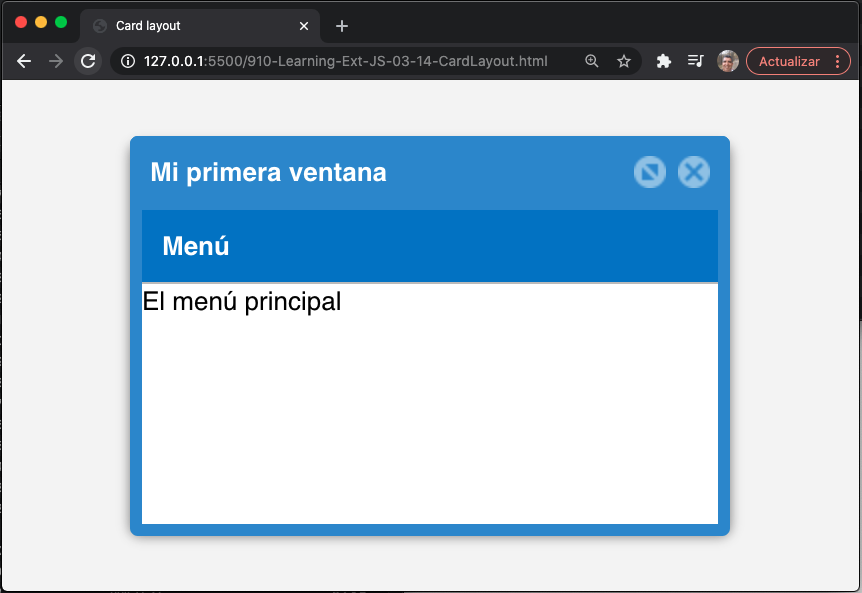 Card layout
127.0.0.1:5500/910-Learning-Ext-JS-03-14-CardLayout.html
Actualizar
Mi primera ventana
Menú
El menú principal